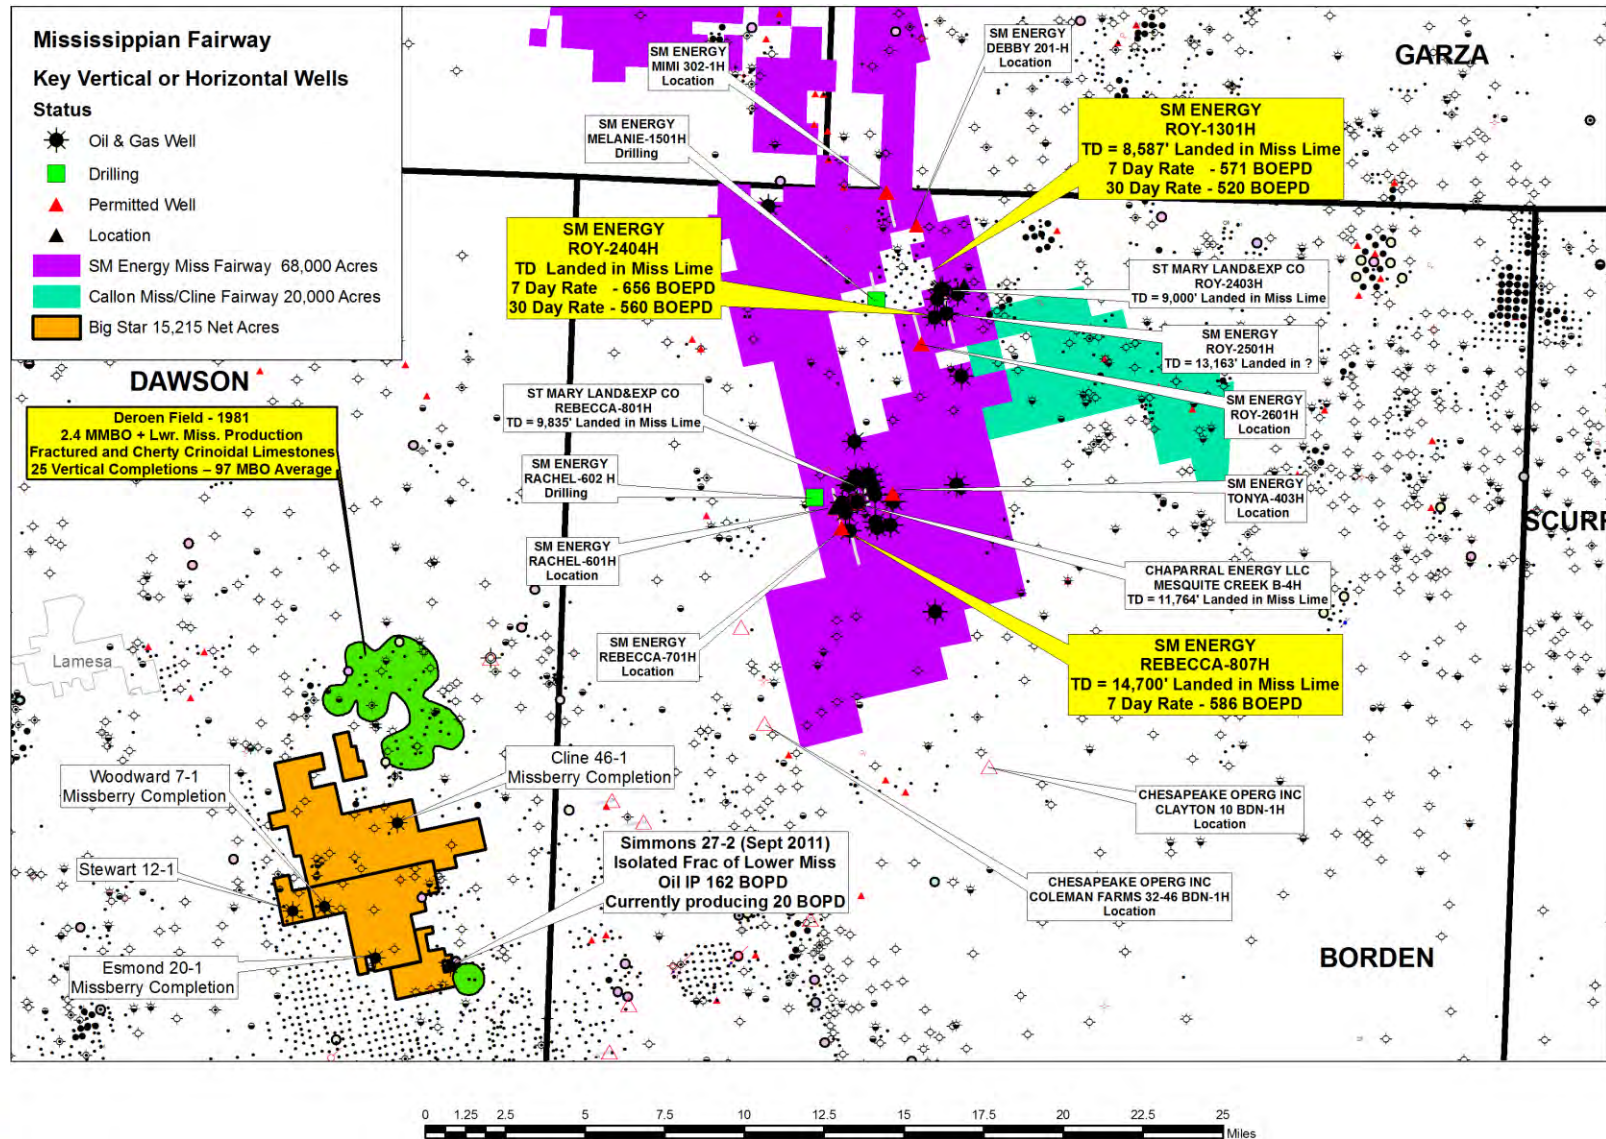 Mississippian Fairway
Key Vertical or Horizontal Wells
Status
Oil & Gas Well
Drilling
Permitted Well
Location
SM Energy Miss Fairway 68,000 Acres
Callon Miss/Cline Fairway 20,000 Acres
Big Star 15,215 Net Acres
SM ENERGY
MIMI 302-1H
Location
SM ENERGY
DEBBY 201-H
Location
GARZA
SM ENERGY
MELANIE-1501H
Drilling
SM ENERGY
ROY-1301H
TD = 8,587' Landed in Miss Lime
7 Day Rate - 571 BOEPD
30 Day Rate - 520 BOEPD
SM ENERGY
ROY-2404H
TD Landed in Miss Lime
7 Day Rate - 656 BOEPD
30 Day Rate - 560 BOEPD
ST MARY LAND&EXP CO
ROY-2403H
TD = 9,000' Landed in Miss Lime
SM ENERGY
ROY-2501H
TD = 13,163' Landed in ?
DAWSON
Deroen Field - 1981
2.4 MMBO + Lwr. Miss. Production
Fractured and Cherty Crinoidal Limestones
25 Vertical Completions – 97 MBO Average
ST MARY LAND&EXP CO
REBECCA-801H
TD = 9,835' Landed in Miss Lime
SM ENERGY
ROY-2601H
Location
SM ENERGY
RACHEL-602 H
Drilling
SM ENERGY
TONYA-403H
Location
SCURR
SM ENERGY
RACHEL-601H
Location
CHAPARRAL ENERGY LLC
MESQUITE CREEK B-4H
TD = 11,764' Landed in Miss Lime
SM ENERGY
REBECCA-701H
Location
SM ENERGY
REBECCA-807H
TD = 14,700' Landed in Miss Lime
7 Day Rate - 586 BOEPD
Lamesa
Woodward 7-1
Missberry Completion
Cline 46-1
Missberry Completion
CHESAPEAKE OPERG INC
CLAYTON 10 BDN-1H
Location
Stewart 12-1
Simmons 27-2 (Sept 2011)
Isolated Frac of Lower Miss
Oil IP 162 BOPD
Currently producing 20 BOPD
CHESAPEAKE OPERG INC
COLEMAN FARMS 32-46 BDN-1H
Location
Esmond 20-1
Missberry Completion
BORDEN
0 1.25 2.5 5 7.5 10 12.5 15 17.5 20 22.5 25
Miles